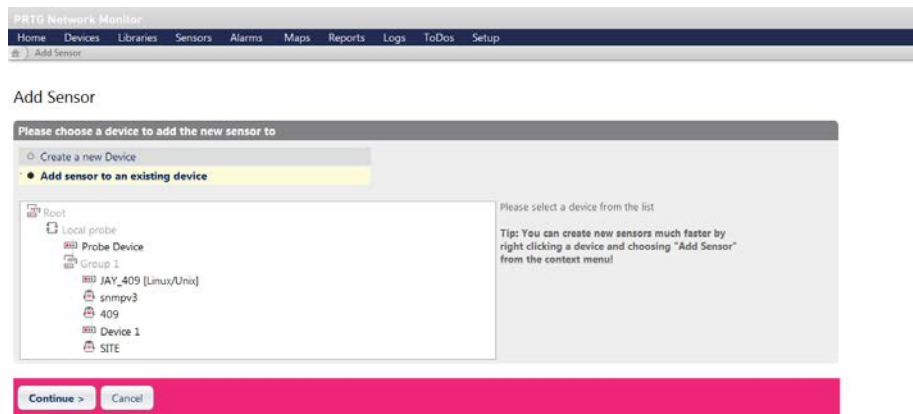 PRTG Network Monitor
Home Devices Libraries Sensors Alarms Maps Reports Logs ToDos Setup
Add Sensor
Add Sensor
Please choose a device to add the new sensor to
Create a new Device
Add sensor to an existing device
Root
Local probe
Probe Device
Group 1
JAY_409 [Linux/Unix]
snmpv3
409
Device 1
SITE
Please select a device from the list
Tip: You can create new sensors much faster by
right clicking a device and choosing "Add Sensor"
from the context menu!
Continue >
Cancel